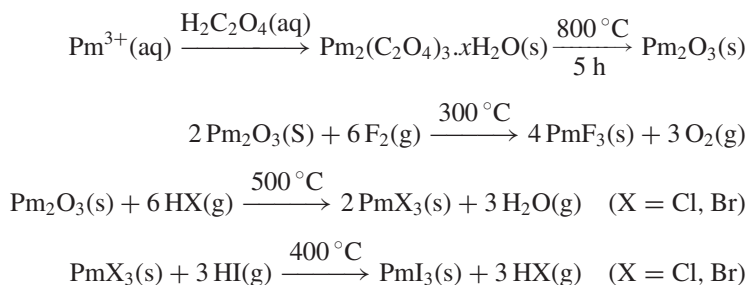 Pm³⁺(aq) ⟶ H₂C₂O₄(aq) Pm₂(C₂O₄)₃.xH₂O(s) ⟶ 800 °C 5 h Pm₂O₃(s)
2 Pm₂O₃(S) + 6 F₂(g) ⟶ 300 °C 4 PmF₃(s) + 3 O₂(g)
Pm₂O₃(s) + 6 HX(g) ⟶ 500 °C 2 PmX₃(s) + 3 H₂O(g) (X = Cl, Br)
PmX₃(s) + 3 HI(g) ⟶ 400 °C PmI₃(s) + 3 HX(g) (X = Cl, Br)